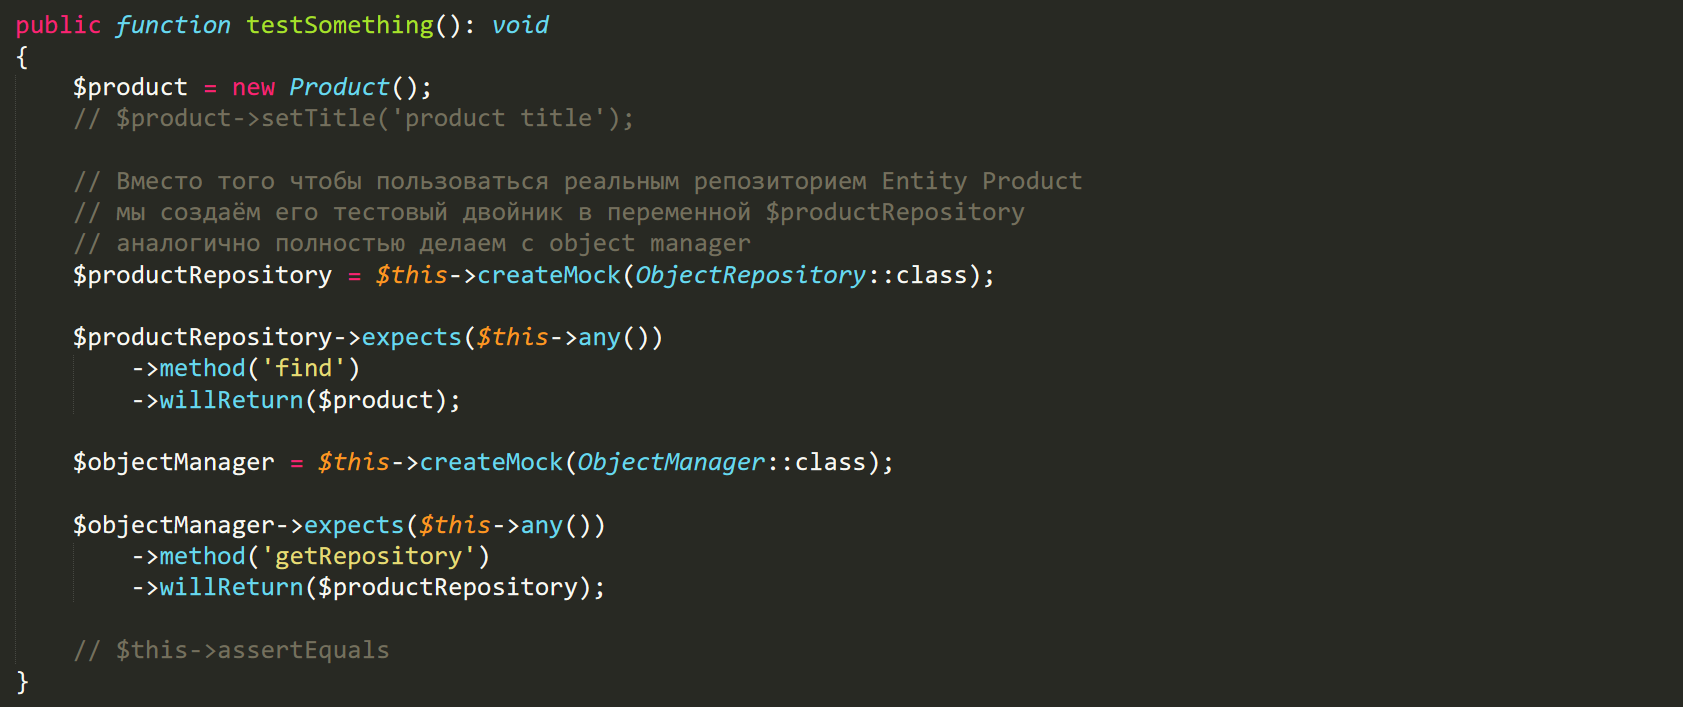 public function testSomething(): void
{
    $product = new Product();
    // $product->setTitle('product title');

    // Вместо того чтобы пользоваться реальным репозиторием Entity Product
    // мы создаём его тестовый двойник в переменной $productRepository
    // аналогично полностью делаем с object manager
    $productRepository = $this->createMock(ObjectRepository::class);

    $productRepository->expects($this->any())
        ->method('find')
        ->willReturn($product);

    $objectManager = $this->createMock(ObjectManager::class);

    $objectManager->expects($this->any())
        ->method('getRepository')
        ->willReturn($productRepository);

    // $this->assertEquals
}